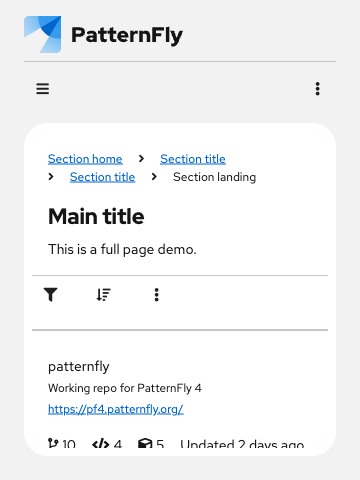 PatternFly
Section home Section title
Section title Section landing
Main title
This is a full page demo.
patternfly
Working repo for PatternFly 4
https://pf4.patternfly.org/
10 4 5 Updated 2 days ago